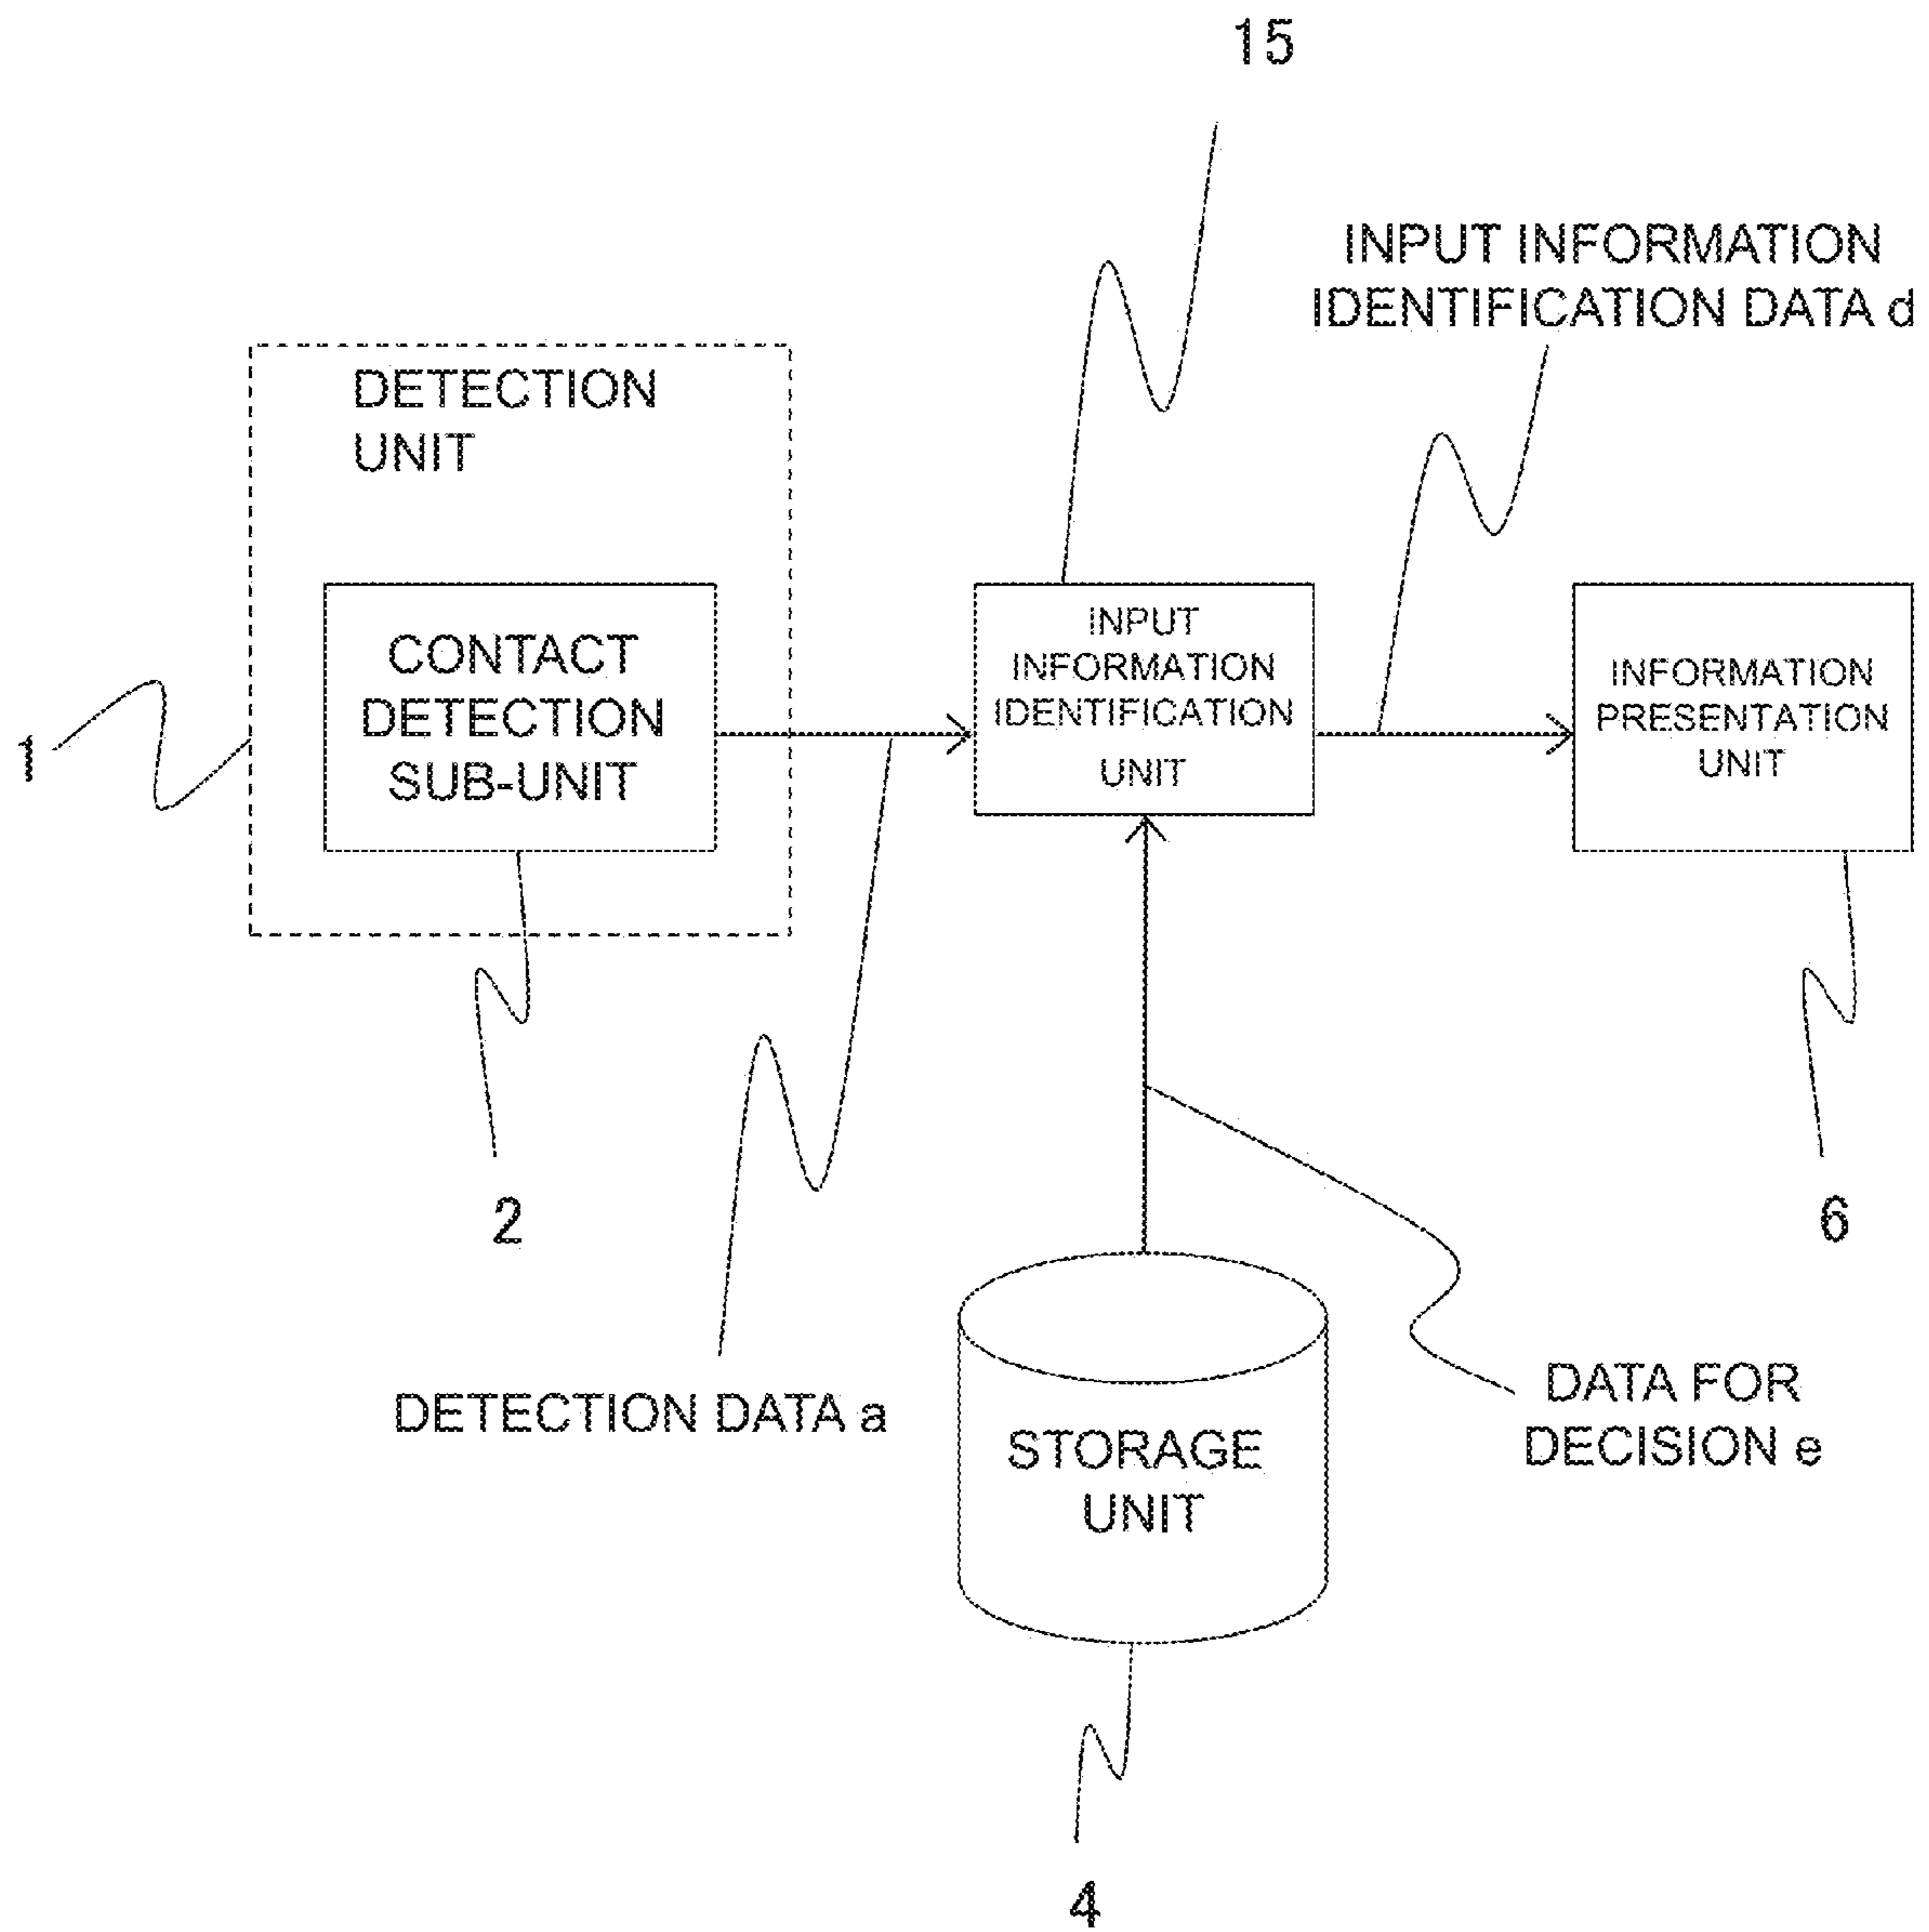 15
INPUT INFORMATION
IDENTIFICATION DATA d
DETECTION
UNIT
CONTACT
DETECTION
SUB-UNIT
INPUT
INFORMATION
IDENTIFICATION
UNIT
INFORMATION
PRESENTATION
UNIT
1
2
6
DETECTION DATA a
DATA FOR
DECISION e
STORAGE
UNIT
4